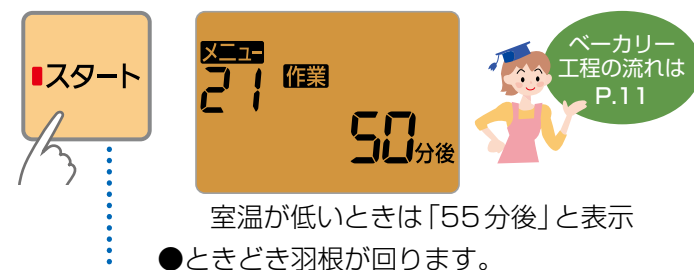 スタート
メニュー
21 作業
50分後
ベーカリー
工程の流れは
P.11
室温が低いときは「55分後」と表示
●ときどき羽根が回ります。